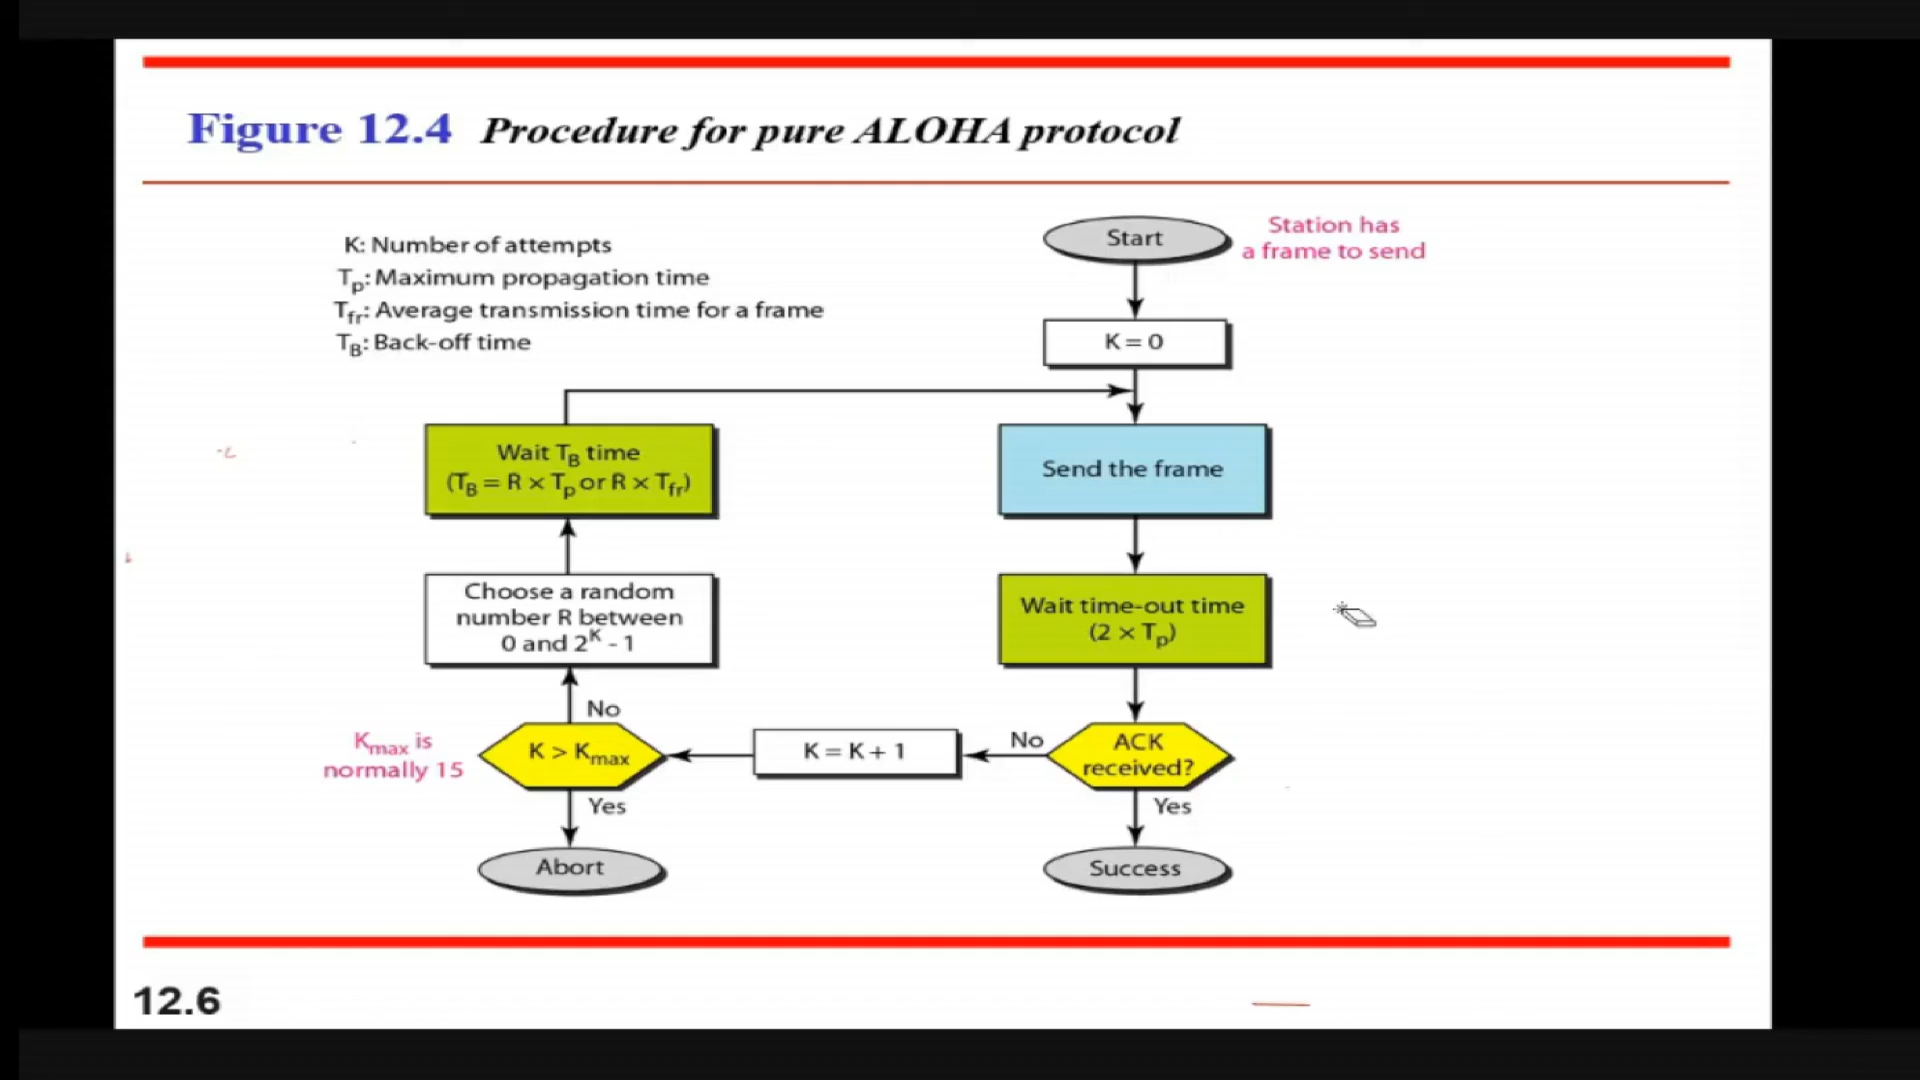 Figure 12.4 Procedure for pure ALOHA protocol
K: Number of attempts
Tp: Maximum propagation time
Tfr: Average transmission time for a frame
TB: Back-off time
Start
Station has
a frame to send
K = 0
Wait TB time
(TB = R × Tp or R × Tfr)
Send the frame
Choose a random
number R between
0 and 2^K - 1
Wait time-out time
(2 × Tp)
No
Kmax is
normally 15
K > Kmax
K = K + 1
No
ACK
received?
Yes
Yes
Abort
Success
12.6